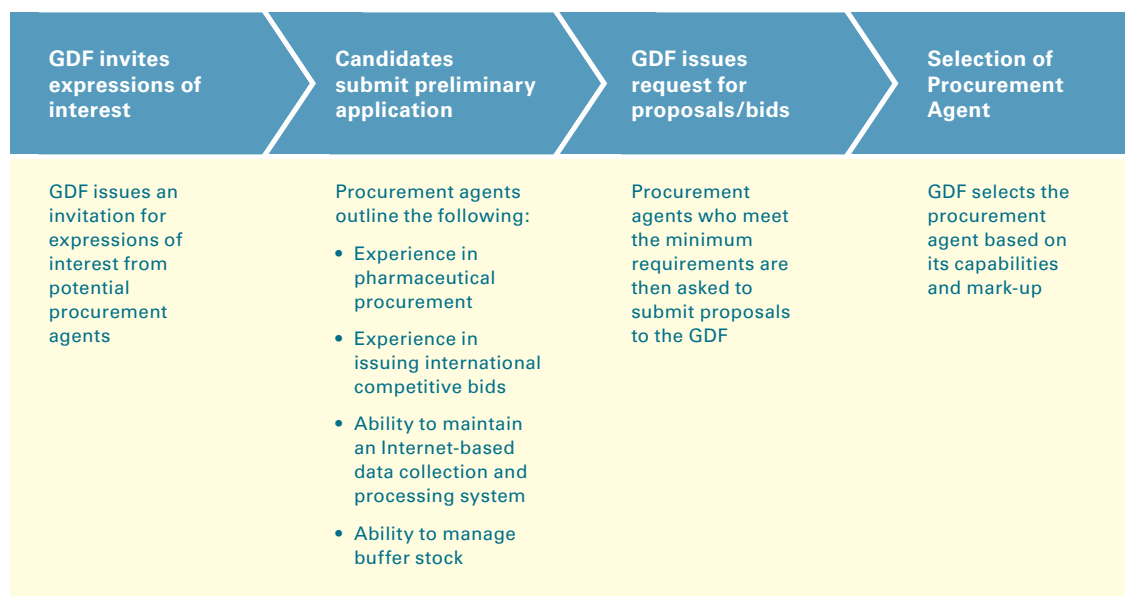 GDF invites
expressions of
interest
Candidates
submit preliminary
application
GDF issues
request for
proposals/bids
Selection of
Procurement
Agent
GDF issues an
invitation for
expressions of
interest from
potential
procurement
agents
Procurement agents
outline the following:
• Experience in
pharmaceutical
procurement
• Experience in
issuing international
competitive bids
• Ability to maintain
an Internet-based
data collection and
processing system
• Ability to manage
buffer stock
Procurement
agents who meet
the minimum
requirements are
then asked to
submit proposals
to the GDF
GDF selects the
procurement
agent based on
its capabilities
and mark-up